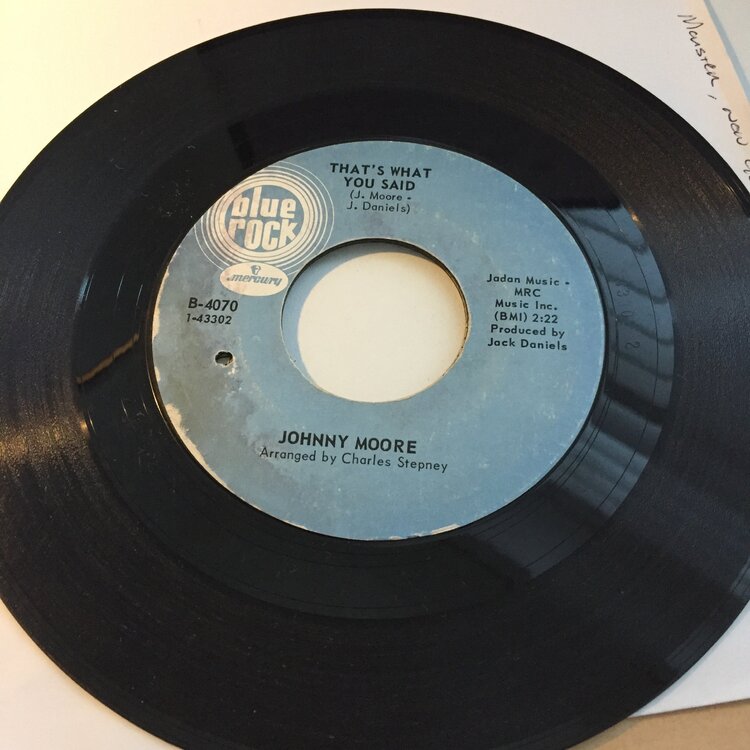 THAT'S WHAT
YOU SAID
(J. Moore -
J. Daniels)
blue
rock
mercury
B-4070
1-43302
Jadan Music -
MRC
Music Inc.
(BMI) 2:22
Produced by
Jack Daniels
JOHNNY MOORE
Arranged by Charles Stepney